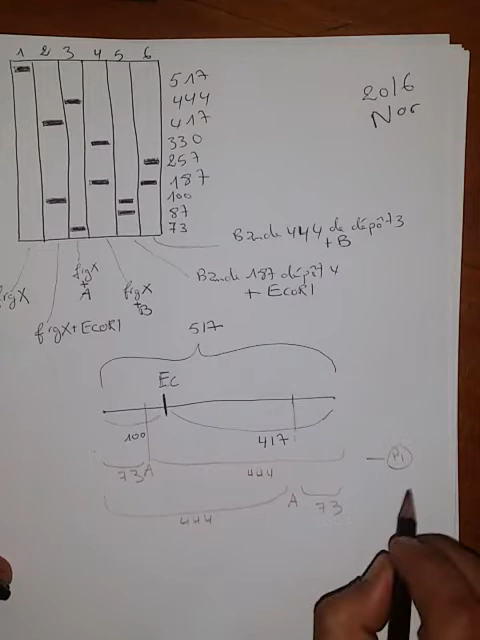 1 2 3 4 5 6
517
444
417
330
257
187
100
87
73
2016
Nor
Bande 444 de dépôt 3
+ B
Bande 187 dépôt 4
+ EcoRI
frgX
frgX + EcoRI
frgX
+
A
frgX
+
B
517
Ec
100
417
73 A 444 P1
444 A 73